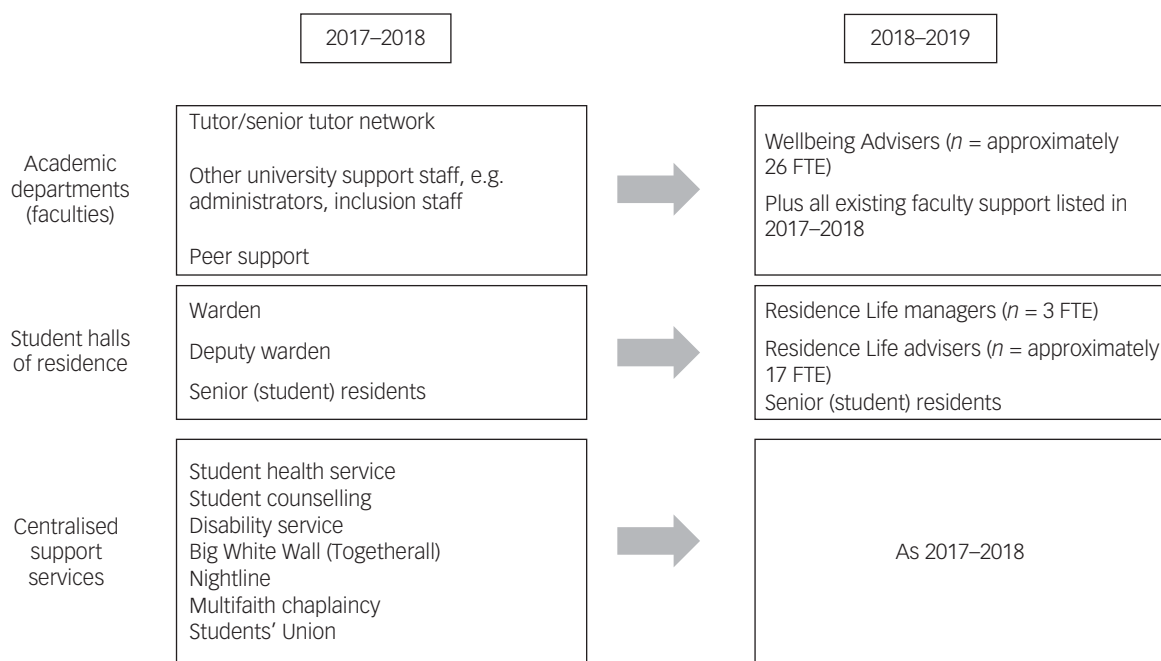 2017–2018
2018–2019
Academic
departments
(faculties)
Tutor/senior tutor network
Other university support staff, e.g.
administrators, inclusion staff
Peer support
Wellbeing Advisers (n = approximately
26 FTE)
Plus all existing faculty support listed in
2017–2018
Student halls
of residence
Warden
Deputy warden
Senior (student) residents
Residence Life managers (n = 3 FTE)
Residence Life advisers (n = approximately
17 FTE)
Senior (student) residents
Centralised
support
services
Student health service
Student counselling
Disability service
Big White Wall (Togetherall)
Nightline
Multifaith chaplaincy
Students’ Union
As 2017–2018